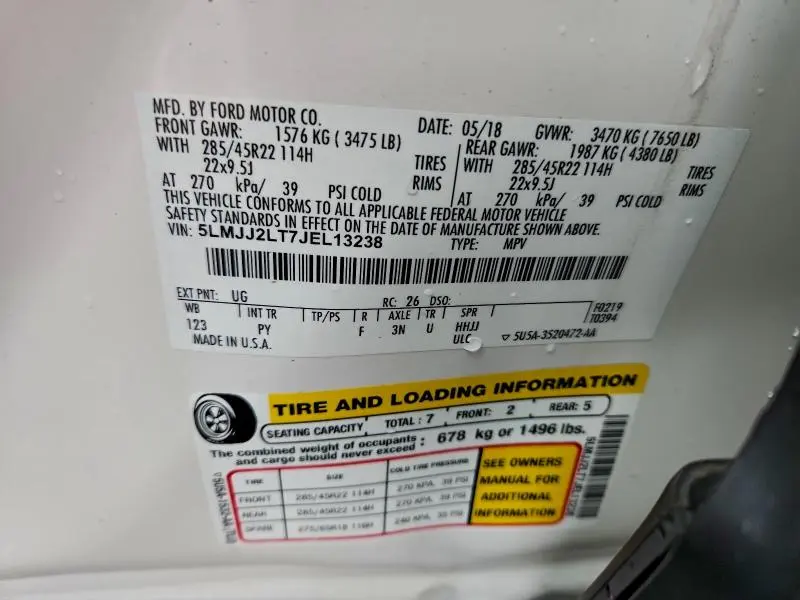 MFD. BY FORD MOTOR CO.
DATE: 05/18 GVWR: 3470 KG ( 7650 LB)
FRONT GAWR: 1576 KG ( 3475 LB) REAR GAWR: 1987 KG ( 4380 LB)
WITH 285/45R22 114H TIRES WITH 285/45R22 114H TIRES
22x9.5J RIMS 22x9.5J RIMS
AT 270 kPa/ 39 PSI COLD AT 270 kPa/ 39 PSI COLD
THIS VEHICLE CONFORMS TO ALL APPLICABLE FEDERAL MOTOR VEHICLE
SAFETY STANDARDS IN EFFECT ON THE DATE OF MANUFACTURE SHOWN ABOVE.
VIN: 5LMJJ2LT7JEL13238 TYPE: MPV
EXT PNT: UG RC: 26 DSO:
WB INT TR TP/PS R AXLE TR SPR F0219
123 PY F 3N U HHJJ T0394
MADE IN U.S.A. ULC 5U5A-3520472-AA
TIRE AND LOADING INFORMATION
SEATING CAPACITY TOTAL : 7 FRONT: 2 REAR: 5
The combined weight of occupants
and cargo should never exceed : 678 kg or 1496 lbs.
TIRE SIZE COLD TIRE PRESSURE
FRONT 285/45R22 114H 270 KPA, 39 PSI
REAR 285/45R22 114H 270 KPA, 39 PSI
SPARE
SEE OWNERS
MANUAL FOR
ADDITIONAL
INFORMATION